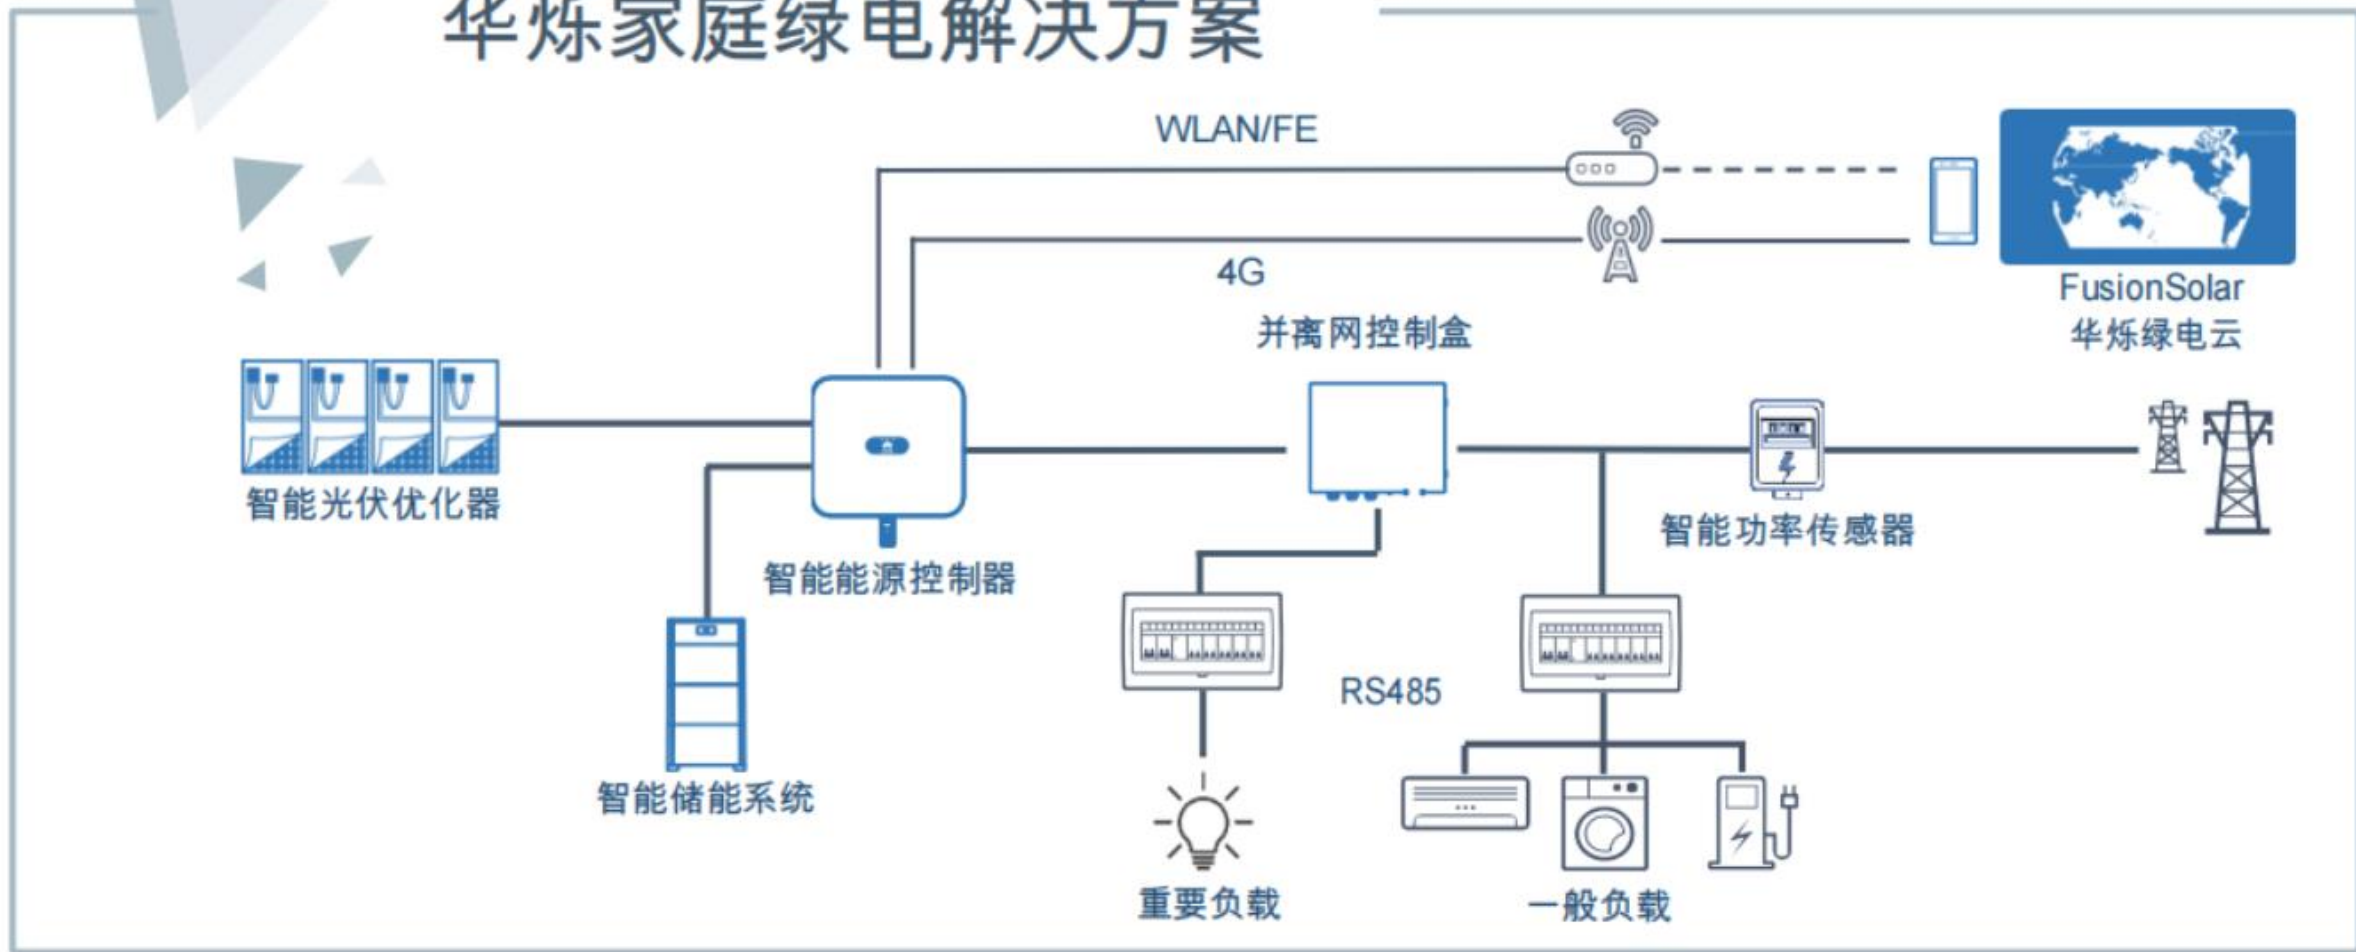 华烁家庭绿电解决方案
WLAN/FE
4G
FusionSolar
华烁绿电云
并离网控制盒
智能光伏优化器
智能功率传感器
智能能源控制器
RS485
智能储能系统
重要负载
一般负载